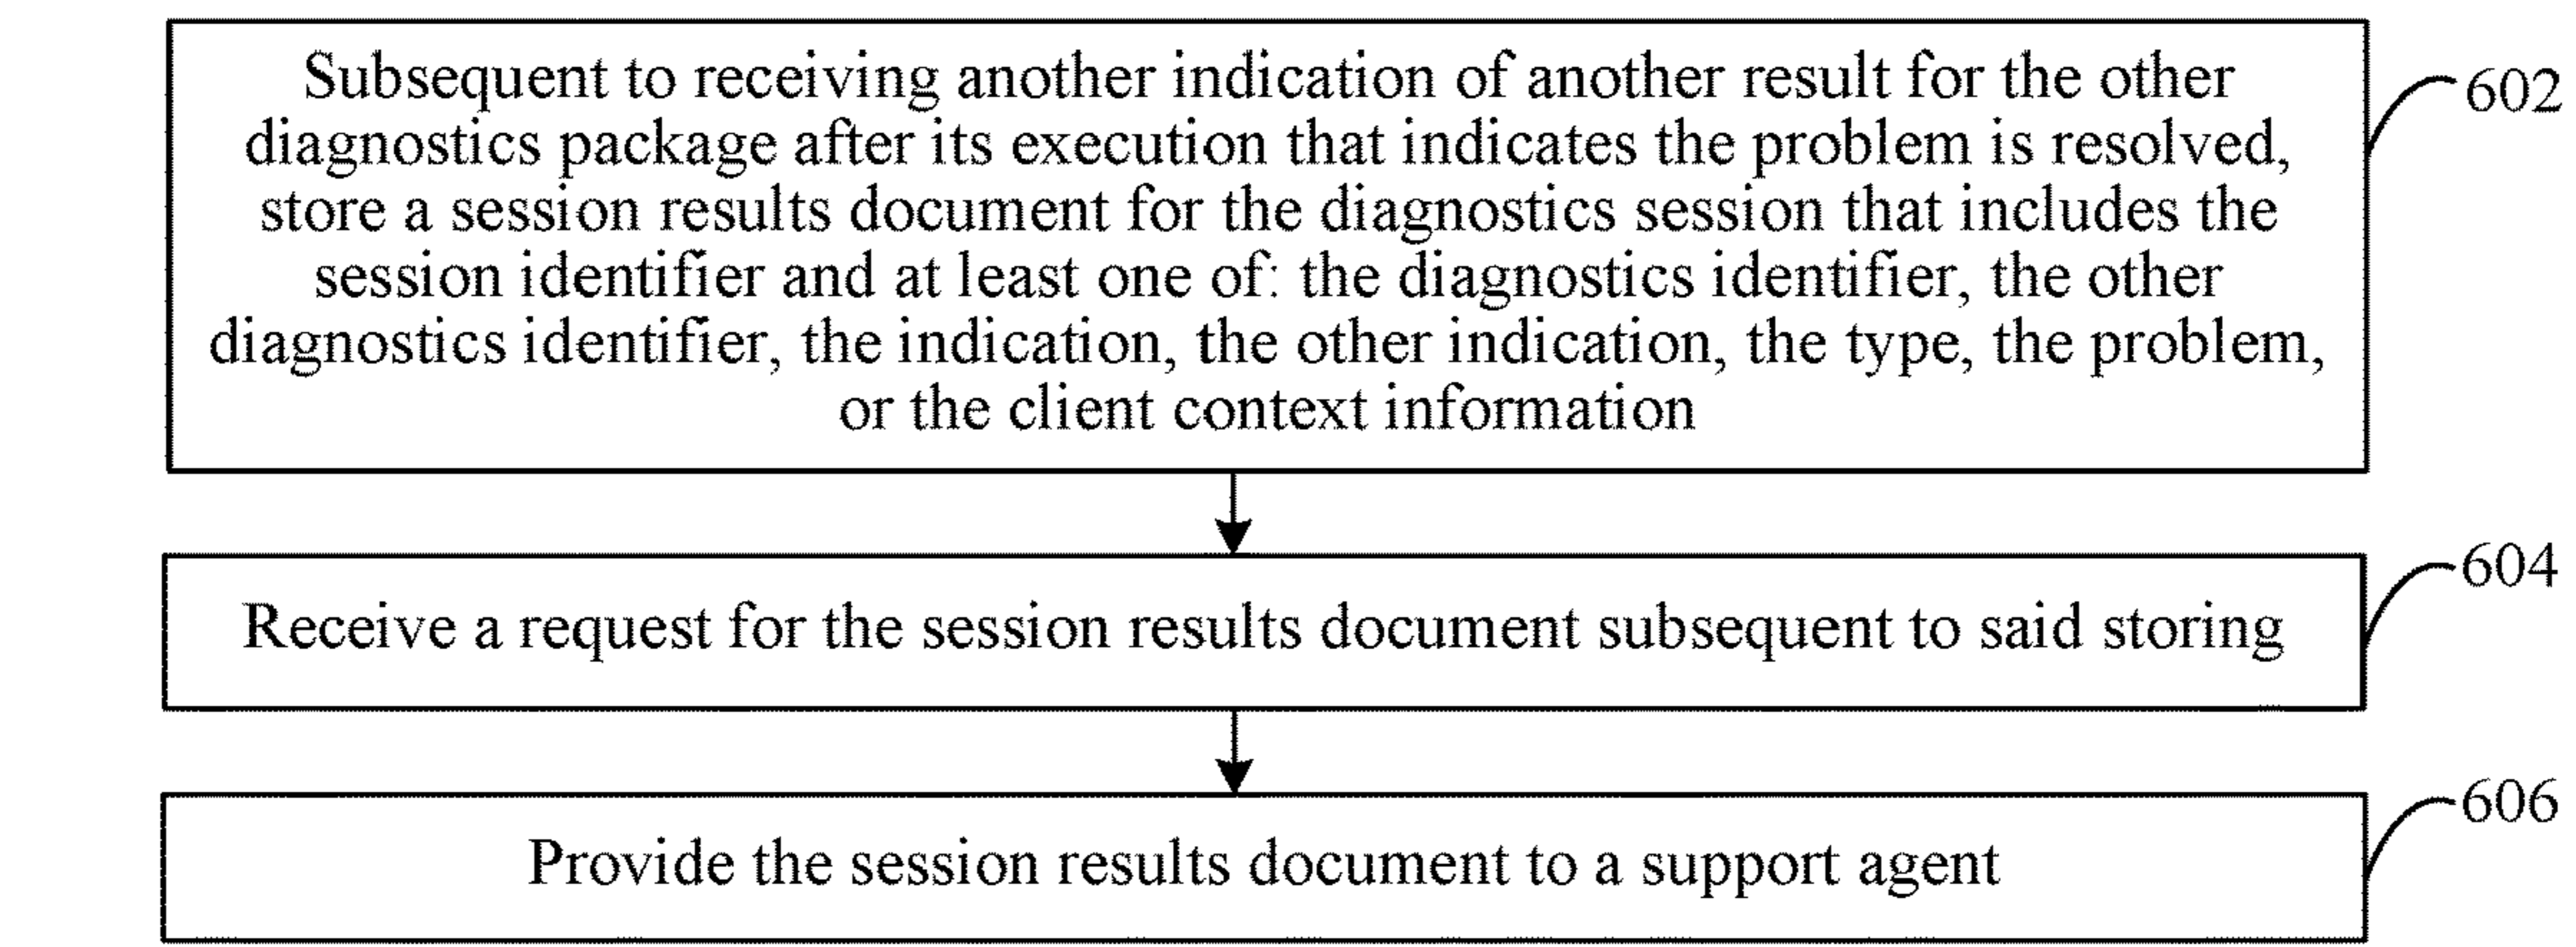 Subsequent to receiving another indication of another result for the other
diagnostics package after its execution that indicates the problem is resolved,
store a session results document for the diagnostics session that includes the
session identifier and at least one of: the diagnostics identifier, the other
diagnostics identifier, the indication, the other indication, the type, the problem,
or the client context information
602
Receive a request for the session results document subsequent to said storing
604
Provide the session results document to a support agent
606